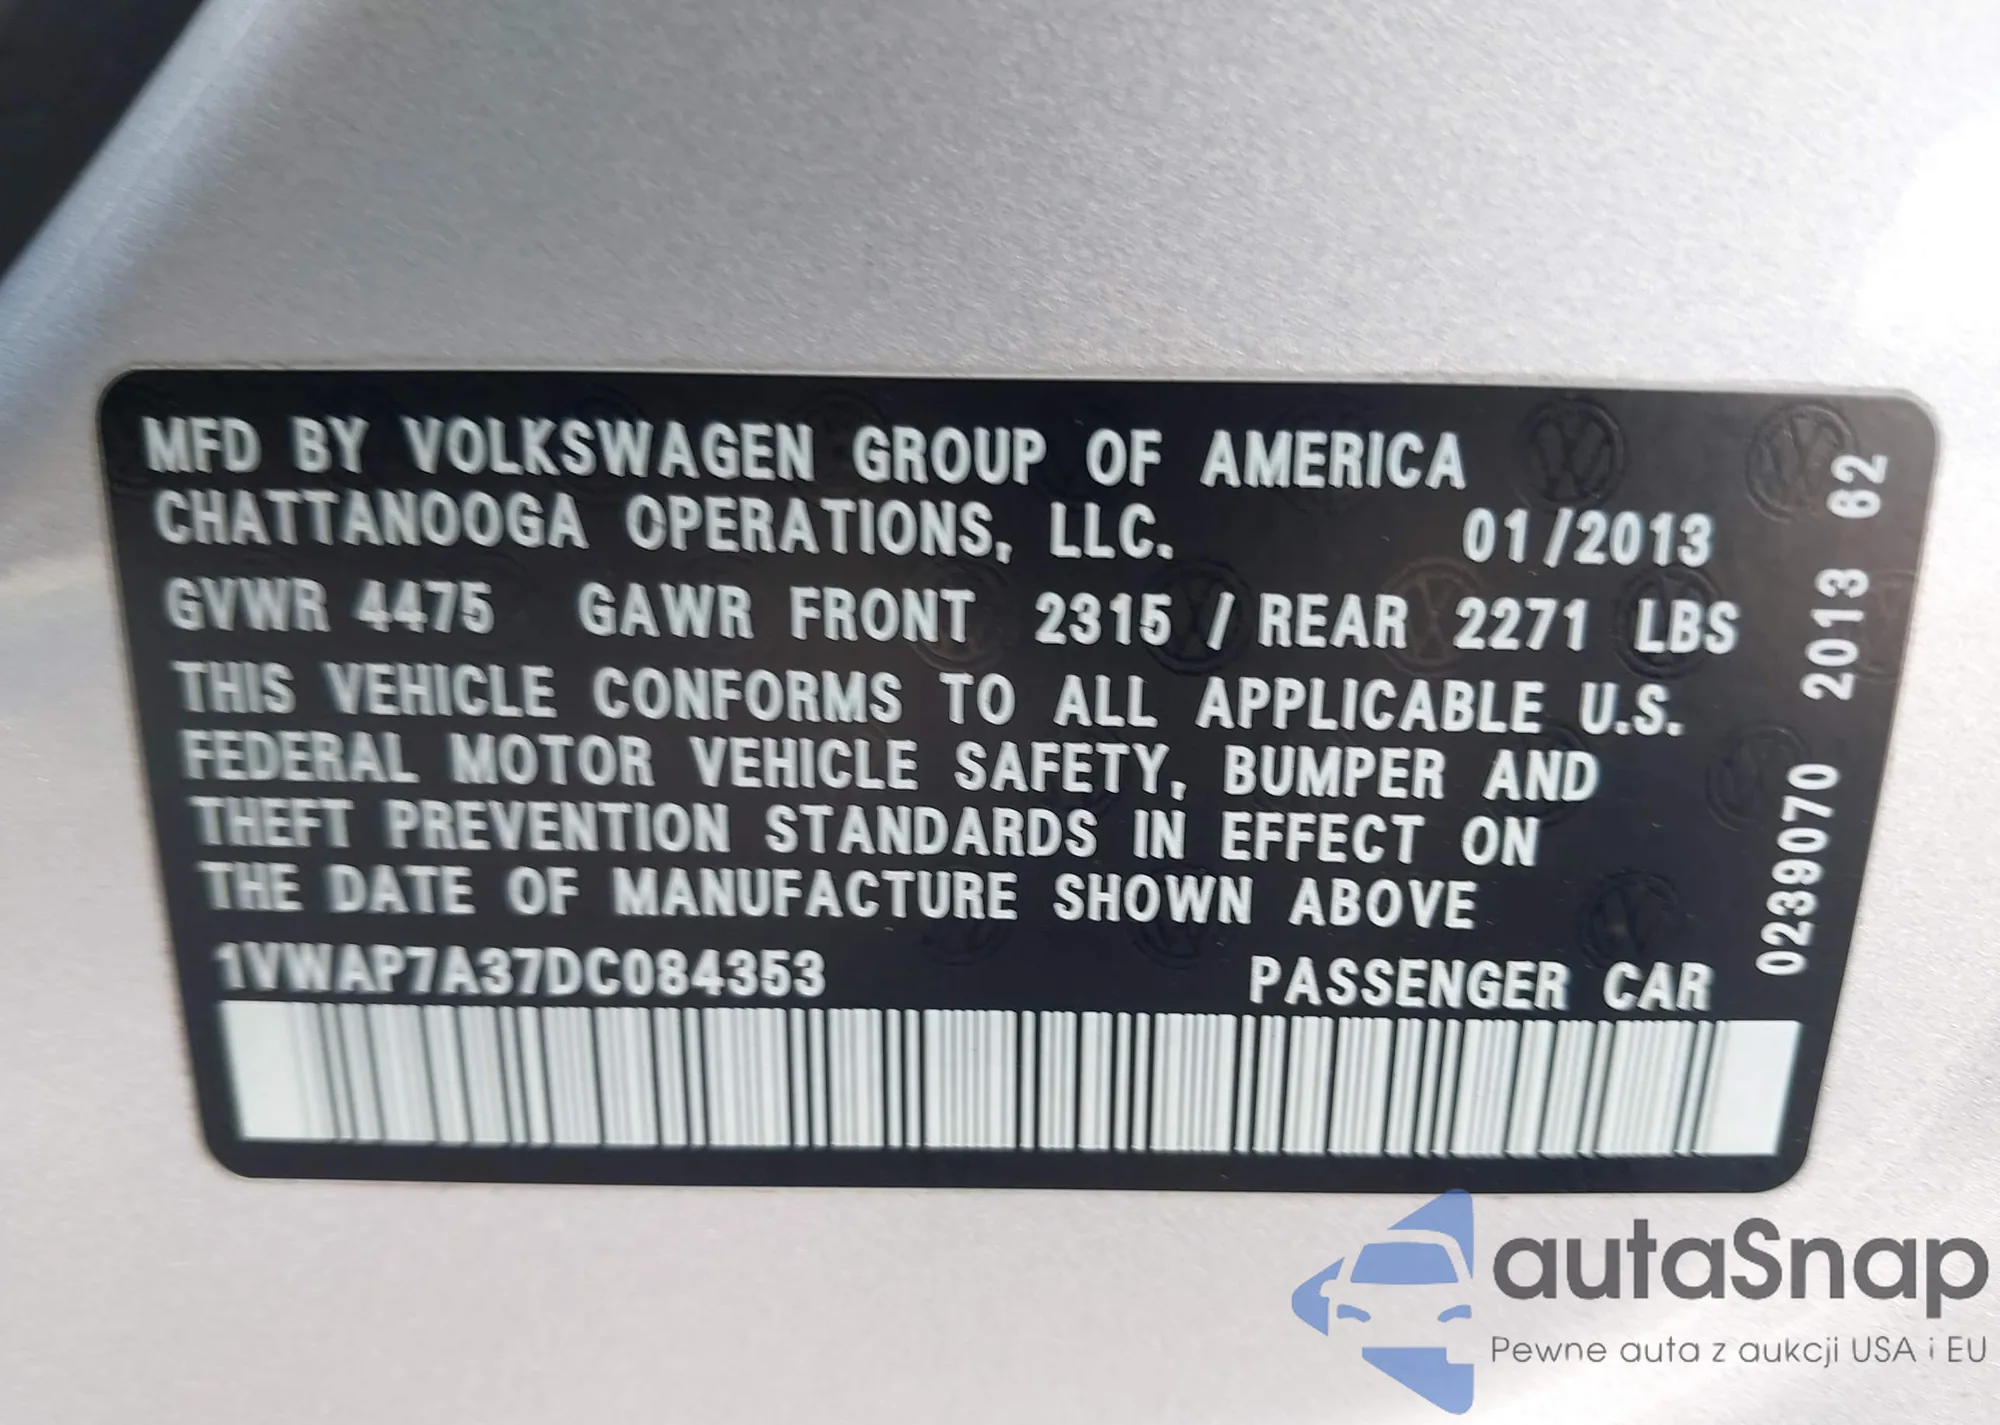 MFD BY VOLKSWAGEN GROUP OF AMERICA
CHATTANOOGA OPERATIONS, LLC. 01/2013
GVWR 4475 GAWR FRONT 2315 / REAR 2271 LBS
THIS VEHICLE CONFORMS TO ALL APPLICABLE U.S.
FEDERAL MOTOR VEHICLE SAFETY, BUMPER AND
THEFT PREVENTION STANDARDS IN EFFECT ON
THE DATE OF MANUFACTURE SHOWN ABOVE
1VWAP7A37DC084353 PASSENGER CAR
0239070 2013 62
autaSnap
Pewne auta z aukcji USA i EU